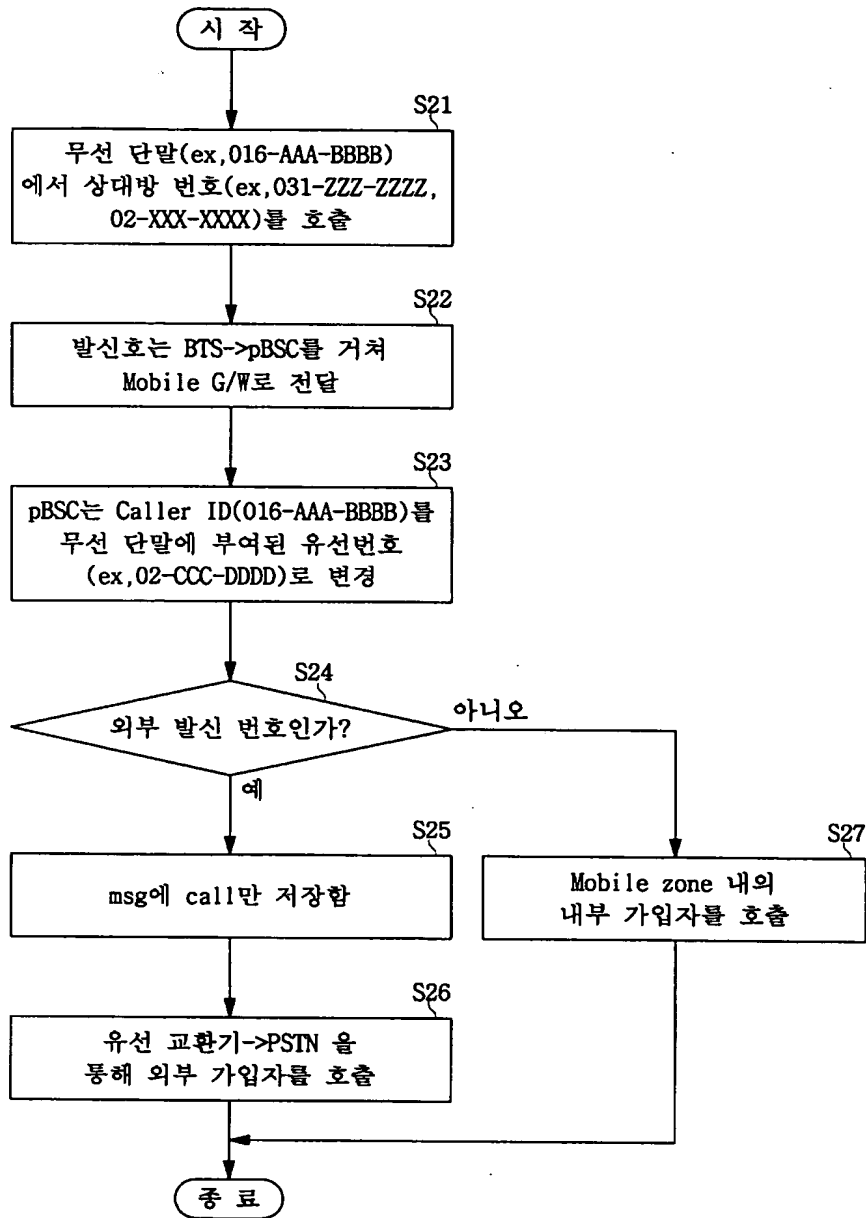 시 작
S21
무선 단말(ex,016-AAA-BBBB)
에서 상대방 번호(ex,031-ZZZ-ZZZZ,
02-XXX-XXXX)를 호출
S22
발신호는 BTS->pBSC를 거쳐
Mobile G/W로 전달
S23
pBSC는 Caller ID(016-AAA-BBBB)를
무선 단말에 부여된 유선번호
(ex,02-CCC-DDDD)로 변경
S24
외부 발신 번호인가?
아니오
예
S25
msg에 call만 저장함
S27
Mobile zone 내의
내부 가입자를 호출
S26
유선 교환기->PSTN 을
통해 외부 가입자를 호출
종 료